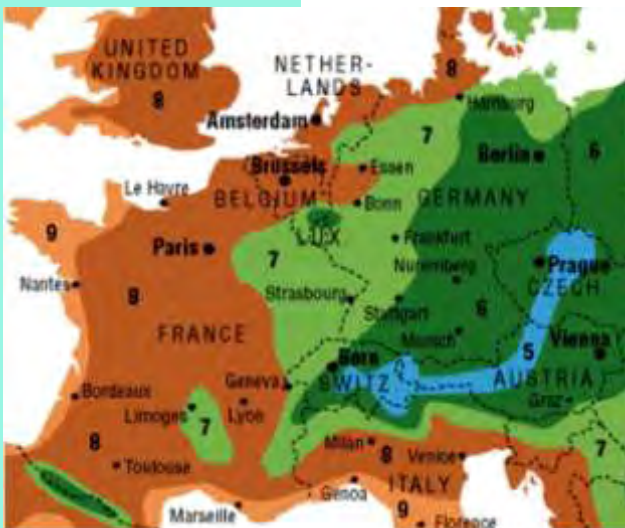 UNITED
KINGDOM
8
NETHER-
LANDS
8
Hamburg
Amsterdam
7
Berlin
6
Brussels
Essen
Le Havre
BELGIUM
Bonn
GERMANY
9
LUX
Paris
Frankfurt
7
Nuremberg
Prague
Nantes
Strasbourg
CZECH
8
Stuttgart
6
FRANCE
Munich
5
Vienna
Bern
SWITZ
AUSTRIA
Geneva
Bordeaux
Limoges
Lyon
Graz
7
8
Milan
8
Venice
7
Toulouse
ITALY
Genoa
Marseille
9
Florence